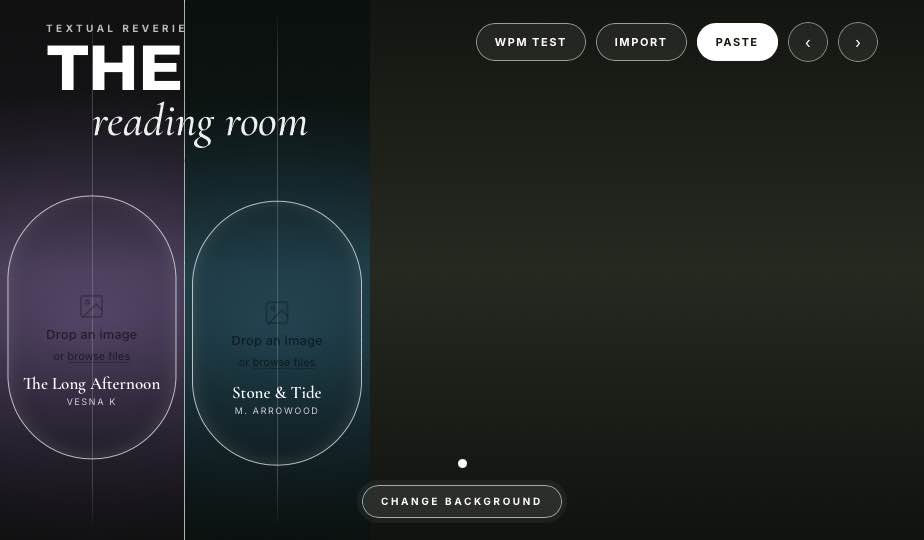 TEXTUAL REVERIE
THE
reading room
WPM TEST
IMPORT
PASTE
‹
›
Drop an image
or browse files
The Long Afternoon
VESNA K
Drop an image
or browse files
Stone & Tide
M. ARROWOOD
CHANGE BACKGROUND